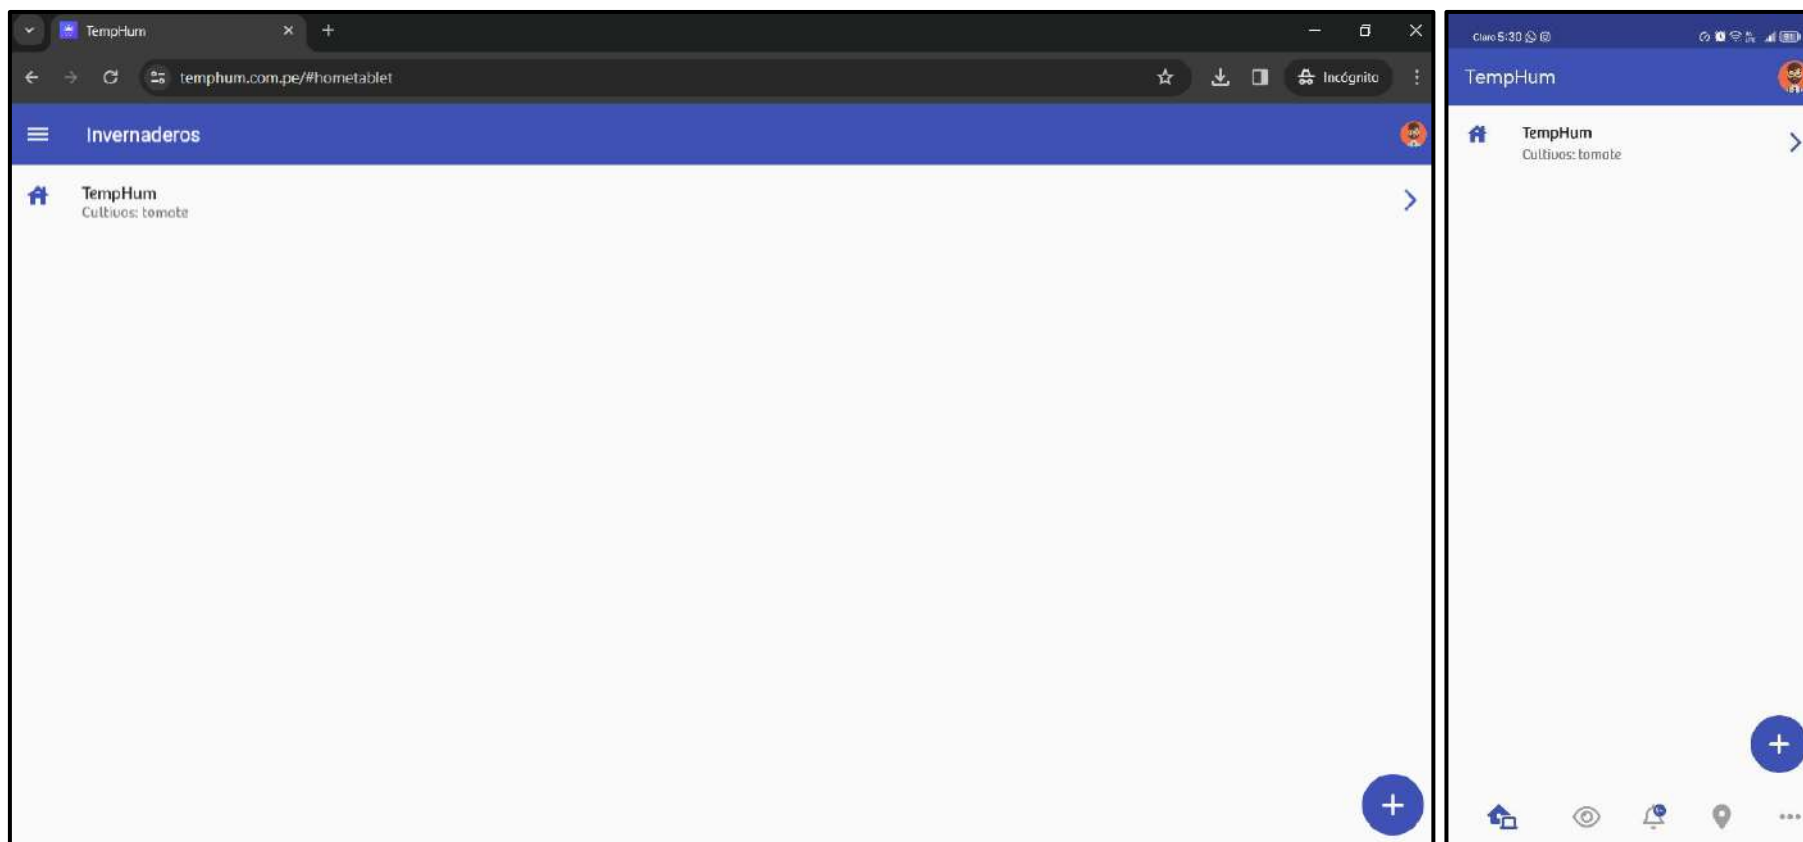 TempHum
temphum.com.pe/#hometablet
Incógnito
Invernaderos
TempHum
Cultivos: tomate
Claro 5:30
TempHum
TempHum
Cultivos: tomate